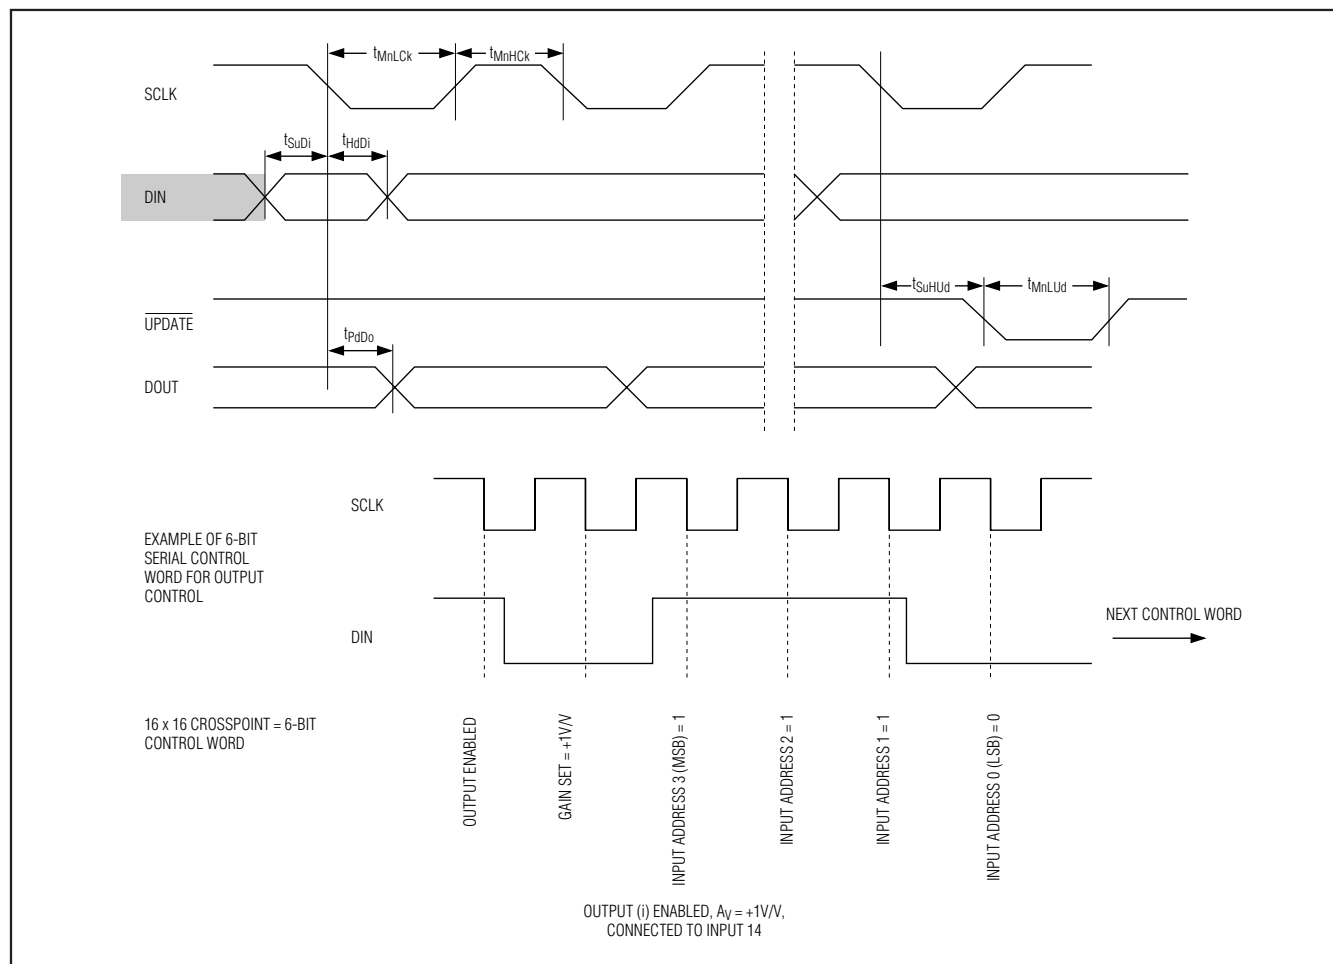 tMnLCk
tMnHCk
SCLK
tSuDi
tHdDi
DIN
tSuHUd
tMnLUd
UPDATE
tPdDo
DOUT
SCLK
EXAMPLE OF 6-BIT
SERIAL CONTROL
WORD FOR OUTPUT
CONTROL
DIN
NEXT CONTROL WORD
16 x 16 CROSSPOINT = 6-BIT
CONTROL WORD
OUTPUT ENABLED
GAIN SET = +1V/V
INPUT ADDRESS 3 (MSB) = 1
INPUT ADDRESS 2 = 1
INPUT ADDRESS 1 = 1
INPUT ADDRESS 0 (LSB) = 0
OUTPUT (i) ENABLED, AV = +1V/V,
CONNECTED TO INPUT 14